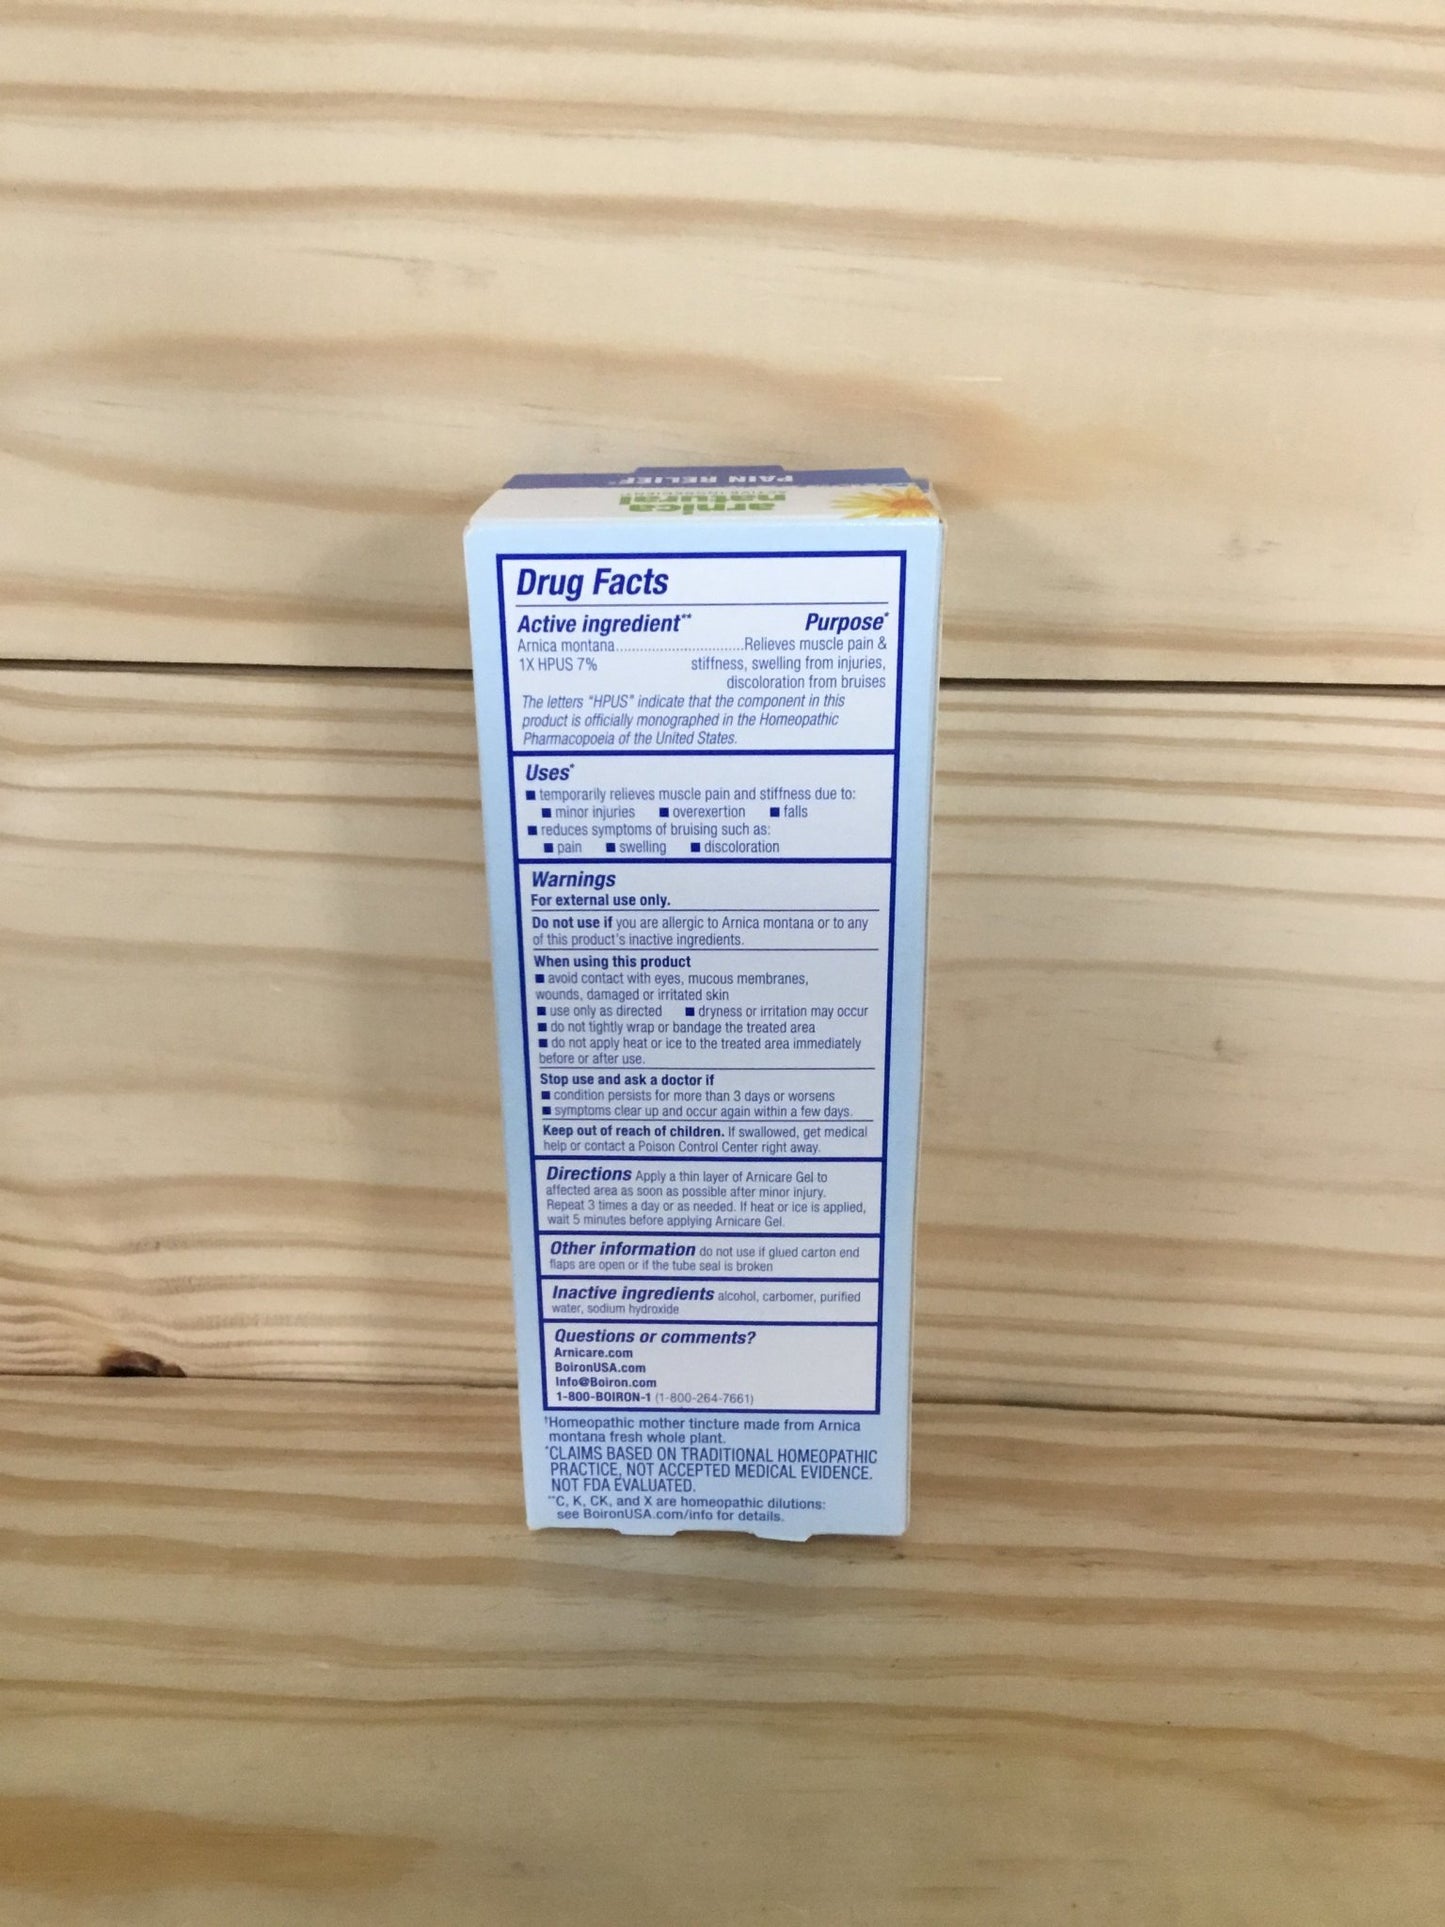 PAIN RELIEF*
arnica
natural
ACTIVE INGREDIENT
Drug Facts
Active ingredient**
Purpose*
Arnica montana..............................Relieves muscle pain &
1X HPUS 7% stiffness, swelling from injuries,
discoloration from bruises
The letters "HPUS" indicate that the component in this
product is officially monographed in the Homeopathic
Pharmacopoeia of the United States.
Uses*
■ temporarily relieves muscle pain and stiffness due to:
■ minor injuries ■ overexertion ■ falls
■ reduces symptoms of bruising such as:
■ pain ■ swelling ■ discoloration
Warnings
For external use only.
Do not use if you are allergic to Arnica montana or to any
of this product's inactive ingredients.
When using this product
■ avoid contact with eyes, mucous membranes,
wounds, damaged or irritated skin
■ use only as directed ■ dryness or irritation may occur
■ do not tightly wrap or bandage the treated area
■ do not apply heat or ice to the treated area immediately
before or after use.
Stop use and ask a doctor if
■ condition persists for more than 3 days or worsens
■ symptoms clear up and occur again within a few days.
Keep out of reach of children. If swallowed, get medical
help or contact a Poison Control Center right away.
Directions Apply a thin layer of Arnicare Gel to
affected area as soon as possible after minor injury.
Repeat 3 times a day or as needed. If heat or ice is applied,
wait 5 minutes before applying Arnicare Gel.
Other information do not use if glued carton end
flaps are open or if the tube seal is broken
Inactive ingredients alcohol, carbomer, purified
water, sodium hydroxide
Questions or comments?
Arnicare.com
BoironUSA.com
Info@Boiron.com
1-800-BOIRON-1 (1-800-264-7661)
†Homeopathic mother tincture made from Arnica
montana fresh whole plant.
*CLAIMS BASED ON TRADITIONAL HOMEOPATHIC
PRACTICE, NOT ACCEPTED MEDICAL EVIDENCE.
NOT FDA EVALUATED.
**C, K, CK, and X are homeopathic dilutions:
see BoironUSA.com/info for details.